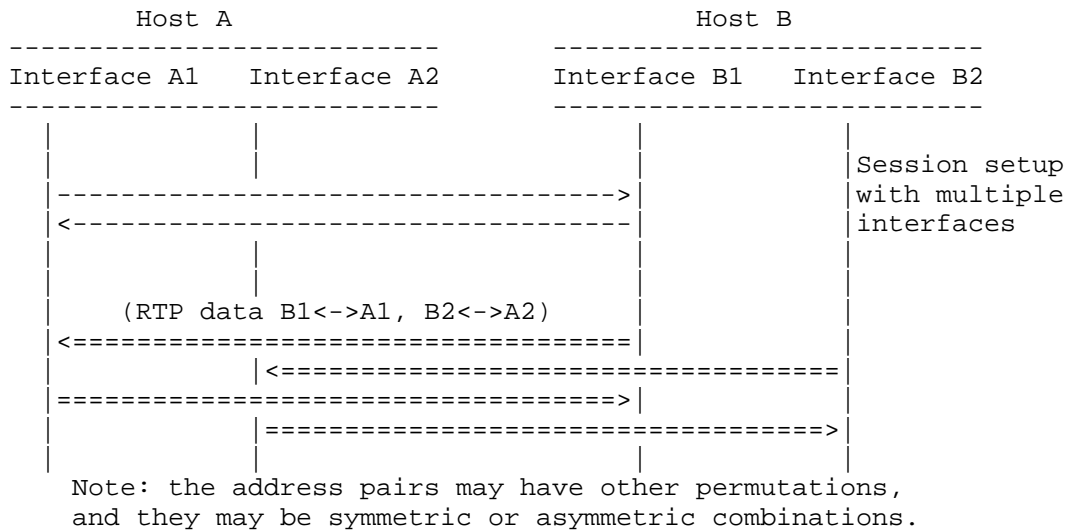 Host A Host B
--------------------------- ---------------------------
Interface A1 Interface A2 Interface B1 Interface B2
--------------------------- ---------------------------
| | | |
| | | |Session setup
|----------------------------------->| |with multiple
|<-----------------------------------| |interfaces
| | | |
| | | |
| (RTP data B1<->A1, B2<->A2) | |
|<===================================| |
| |<===================================|
|===================================>| |
| |===================================>|
| | | |
Note: the address pairs may have other permutations,
and they may be symmetric or asymmetric combinations.